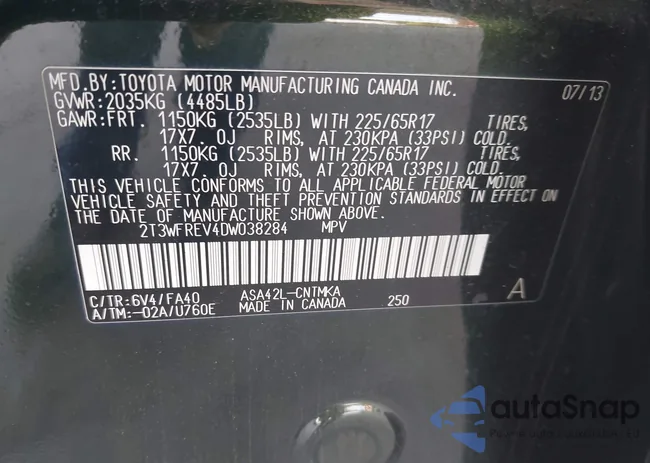 MFD.BY:TOYOTA MOTOR MANUFACTURING CANADA INC. 07/13
GVWR:2035KG (4485LB)
GAWR:FRT. 1150KG (2535LB) WITH 225/65R17 TIRES,
17X7.0J RIMS, AT 230KPA (33PSI) COLD.
RR. 1150KG (2535LB) WITH 225/65R17 TIRES,
17X7.0J RIMS, AT 230KPA (33PSI) COLD.
THIS VEHICLE CONFORMS TO ALL APPLICABLE FEDERAL MOTOR
VEHICLE SAFETY AND THEFT PREVENTION STANDARDS IN EFFECT ON
THE DATE OF MANUFACTURE SHOWN ABOVE.
2T3WFREV4DW038284 MPV
C/TR:6V4/FA40 ASA42L-CNTMKA 250 A
A/TM:-02A/U760E MADE IN CANADA
autoSnap